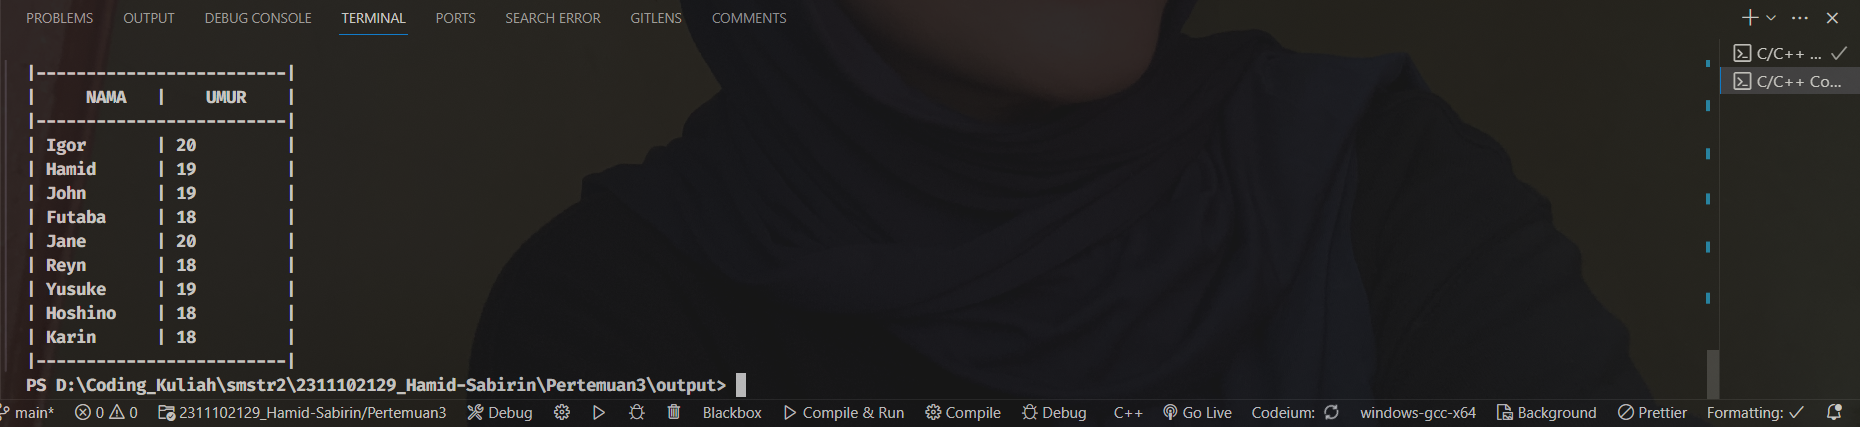 PROBLEMS OUTPUT DEBUG CONSOLE TERMINAL PORTS SEARCH ERROR GITLENS COMMENTS
|-------------------------|
|     NAMA   |    UMUR    |
|-------------------------|
| Igor       | 20         |
| Hamid      | 19         |
| John       | 19         |
| Futaba     | 18         |
| Jane       | 20         |
| Reyn       | 18         |
| Yusuke     | 19         |
| Hoshino    | 18         |
| Karin      | 18         |
|-------------------------|
PS D:\Coding_Kuliah\smstr2\2311102129_Hamid-Sabirin\Pertemuan3\output>
C/C++ ...
C/C++ Co...
main* 0 0 2311102129_Hamid-Sabirin/Pertemuan3 Debug Blackbox Compile & Run Compile Debug C++ Go Live Codeium: windows-gcc-x64 Background Prettier Formatting: